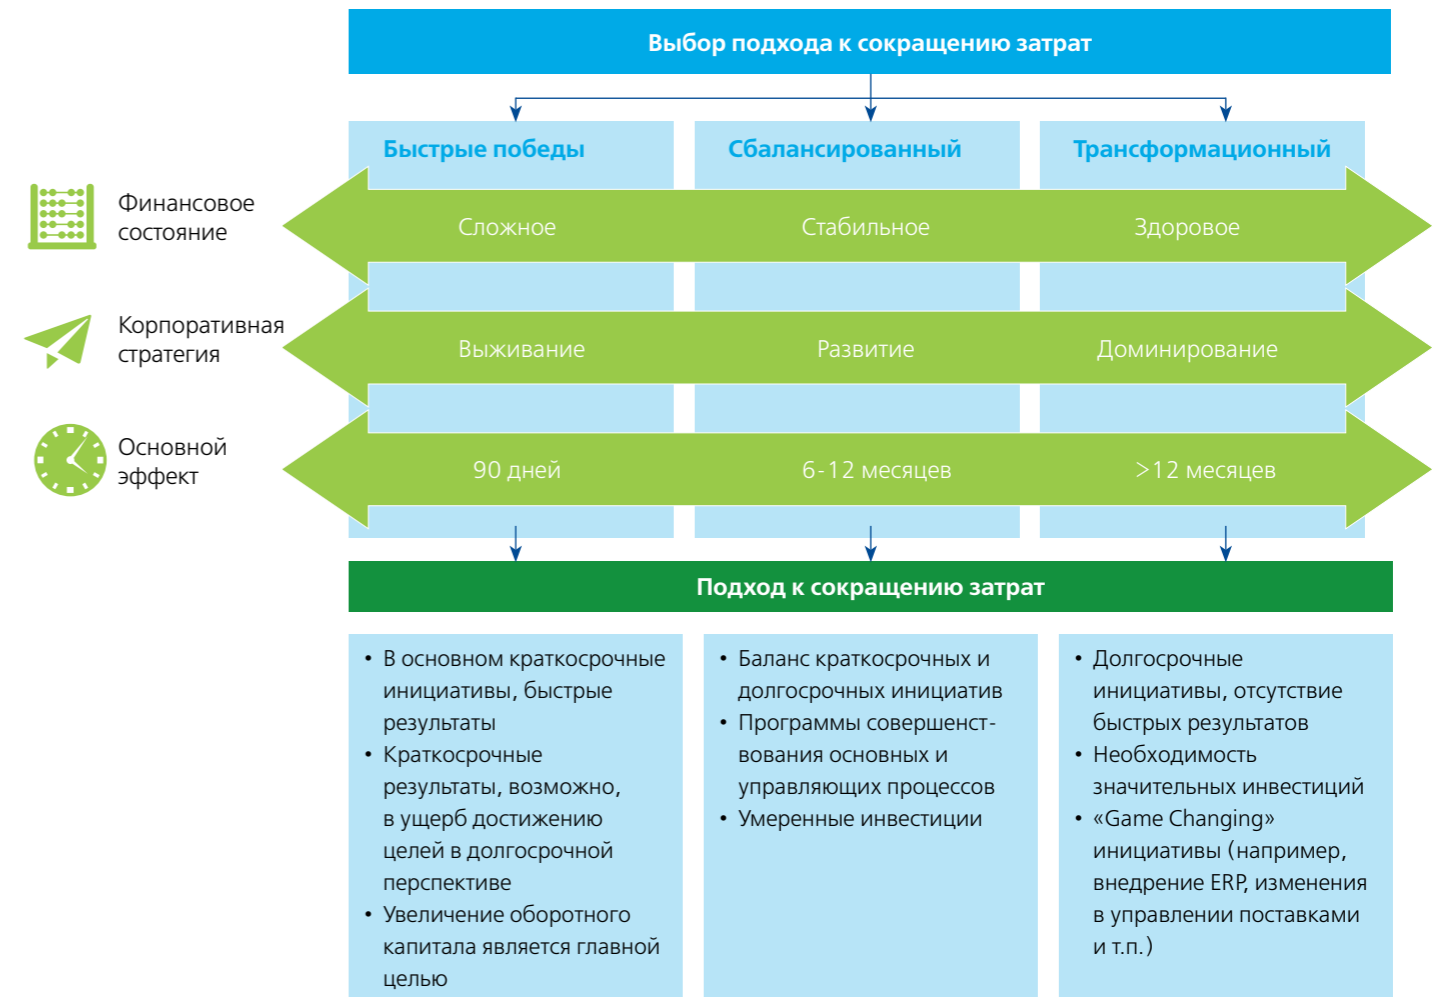 Выбор подхода к сокращению затрат
Быстрые победы
Сбалансированный
Трансформационный
Финансовое
состояние
Сложное
Стабильное
Здоровое
Корпоративная
стратегия
Выживание
Развитие
Доминирование
Основной
эффект
90 дней
6-12 месяцев
>12 месяцев
Подход к сокращению затрат
• В основном краткосрочные
инициативы, быстрые
результаты
• Краткосрочные
результаты, возможно,
в ущерб достижению
целей в долгосрочной
перспективе
• Увеличение оборотного
капитала является главной
целью
• Баланс краткосрочных и
долгосрочных инициатив
• Программы совершенст-
вования основных и
управляющих процессов
• Умеренные инвестиции
• Долгосрочные
инициативы, отсутствие
быстрых результатов
• Необходимость
значительных инвестиций
• «Game Changing»
инициативы (например,
внедрение ERP, изменения
в управлении поставками
и т.п.)